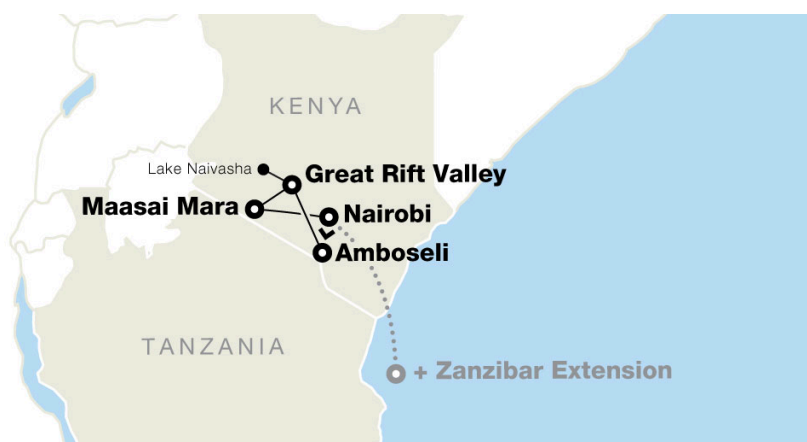 KENYA
Lake Naivasha
Great Rift Valley
Maasai Mara
Nairobi
Amboseli
TANZANIA
+ Zanzibar Extension